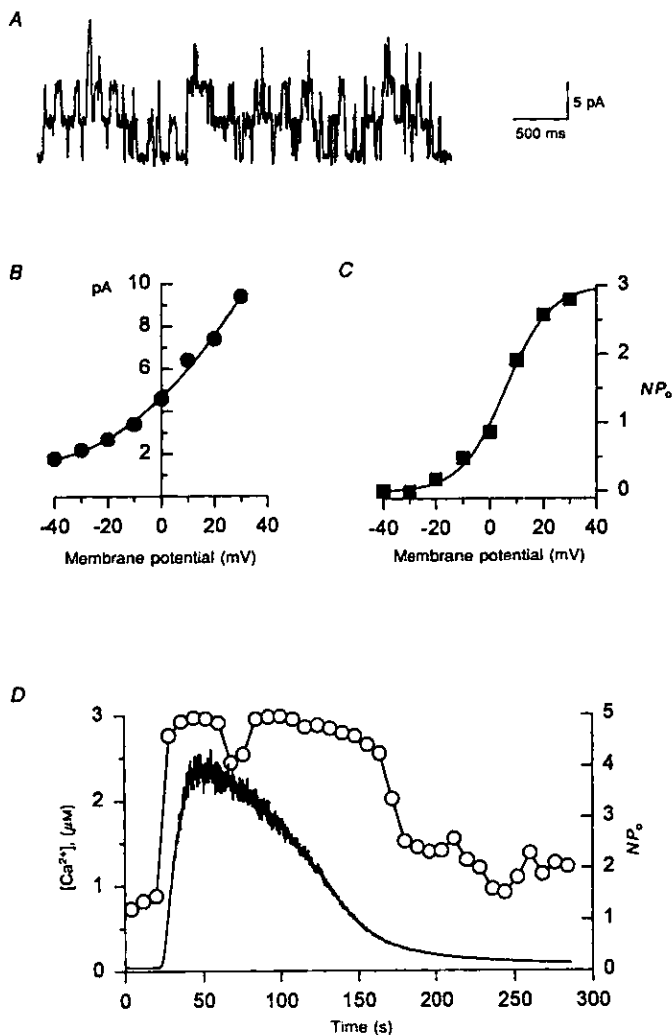 A
5 pA
500 ms
B
pA
10
8
6
4
2
-40 -20 0 20 40
Membrane potential (mV)
C
3
2
1
0
NPo
-40 -20 0 20 40
Membrane potential (mV)
D
3
2
1
0
[Ca²⁺]ᵢ (µM)
5
4
3
2
1
0
NPo
0 50 100 150 200 250 300
Time (s)